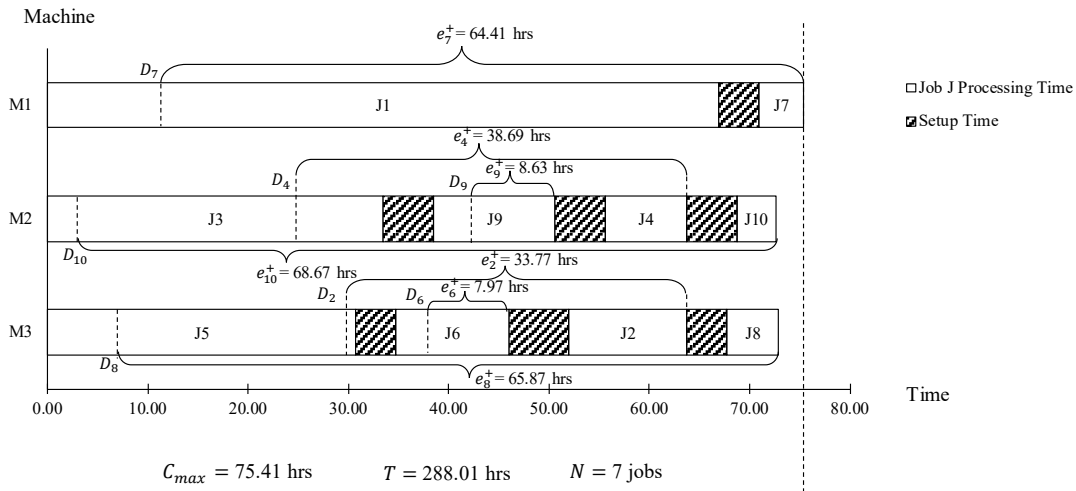 Machine
e₇⁺= 64.41 hrs
D₇
M1
J1
J7
Job J Processing Time
Setup Time
e₄⁺= 38.69 hrs
D₄
e₉⁺= 8.63 hrs
D₉
M2
J3
J9
J4
J10
D₁₀
e₁₀⁺= 68.67 hrs
e₂⁺= 33.77 hrs
D₂
e₆⁺= 7.97 hrs
D₆
M3
J5
J6
J2
J8
D₈
e₈⁺= 65.87 hrs
Time
0.00 10.00 20.00 30.00 40.00 50.00 60.00 70.00 80.00
Cₘₐₓ = 75.41 hrs T = 288.01 hrs N = 7 jobs